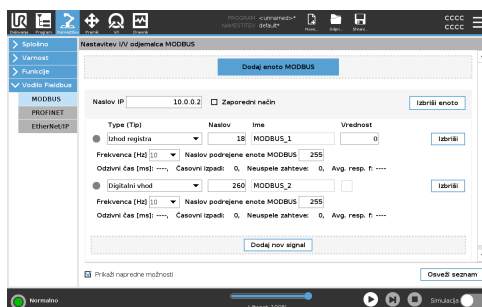 PROGRAM <unnamed>*
NAMESTITEV default*
CCCC
CCCC
Program
Premik
I/O
Dnevnik
Nova...
Odpri...
Shrani...
Splošno
Nastavitev I/V odjemalca MODBUS
Varnost
Funkcije
Vodilo Fieldbus
MODBUS
PROFINET
EtherNet/IP
Dodaj enoto MODBUS
Naslov IP 10.0.0.2 Zaporedni način Izbriši enoto
Type (Tip) Naslov Ime Vrednost
Izhod registra 18 MODBUS_1 0 Izbriši
Frekvenca [Hz] 10 Naslov podrejene enote MODBUS 255
Odzivni čas [ms]: ----, Časovni izpadi: 0, Neuspele zahteve: 0, Avg. resp. f: ----
Digitalni vhod 260 MODBUS_2 Izbriši
Frekvenca [Hz] 10 Naslov podrejene enote MODBUS 255
Odzivni čas [ms]: ----, Časovni izpadi: 0, Neuspele zahteve: 0, Avg. resp. f: ----
Dodaj nov signal
Prikaži napredne možnosti
Osveži seznam
Normalno
100%
Simulacija